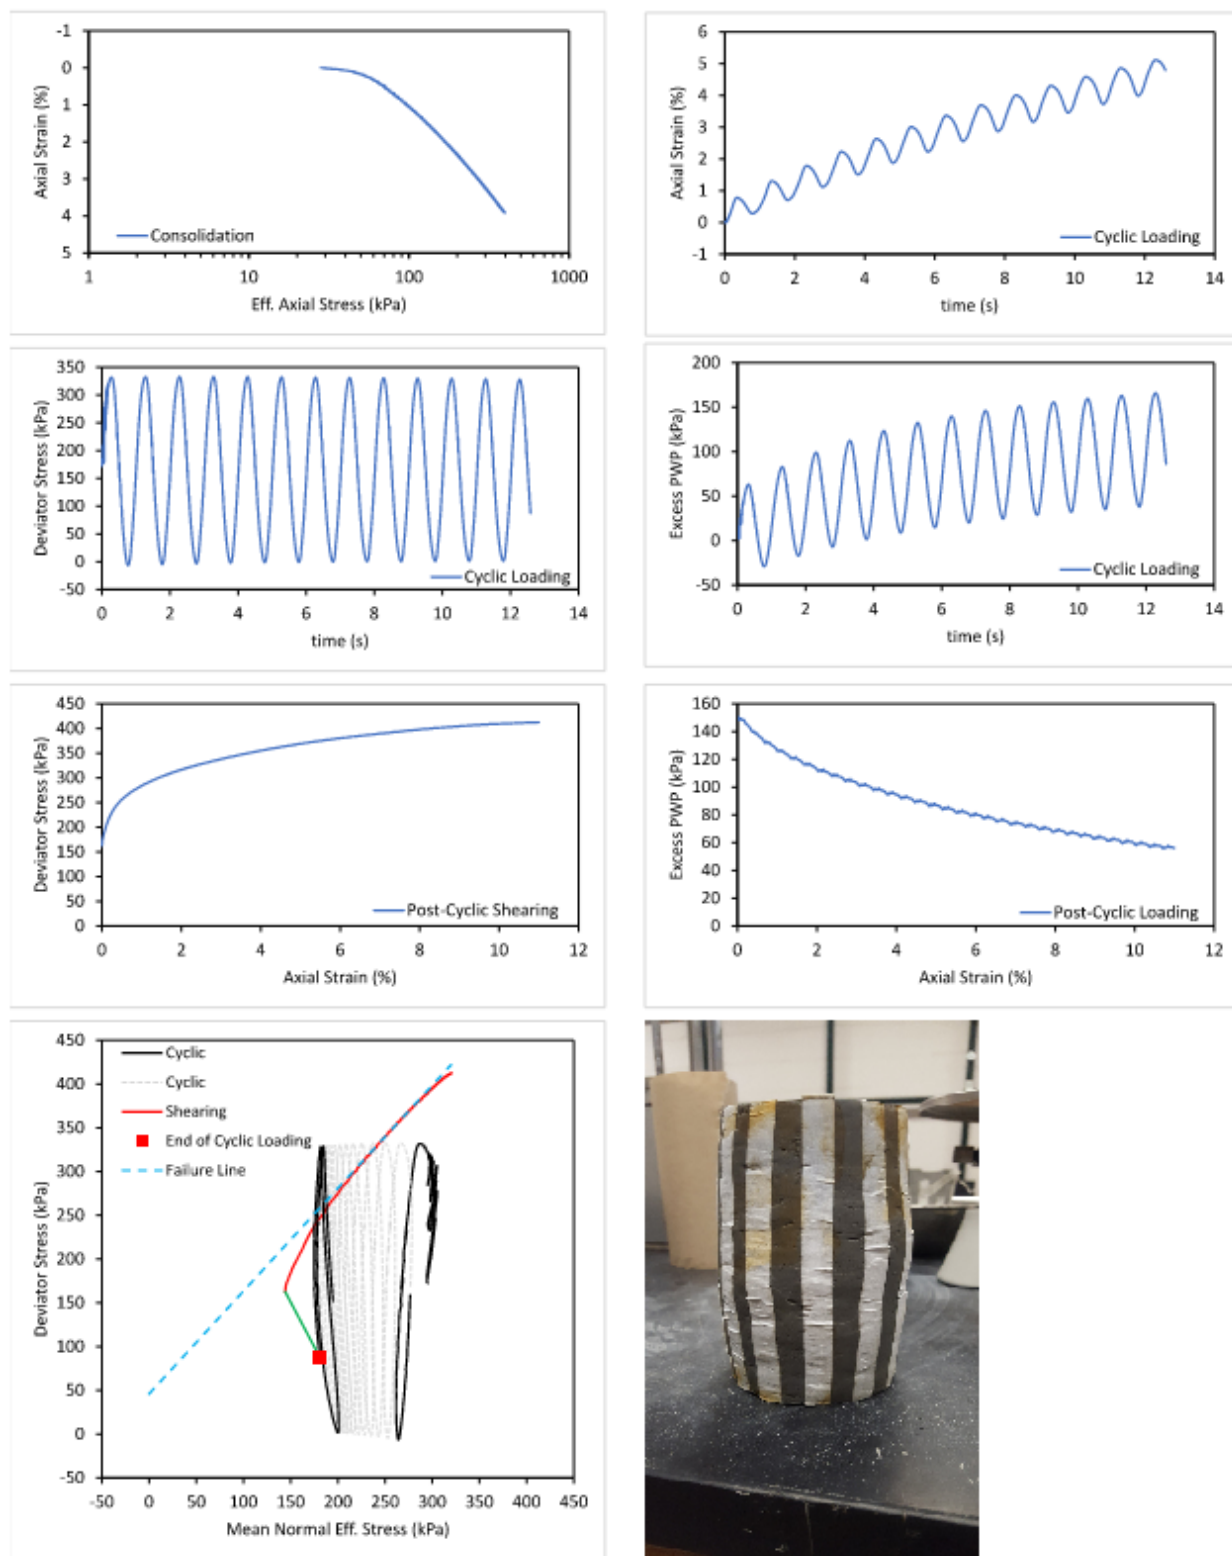 -1
0
1
2
3
4
5
Axial Strain (%)
Consolidation
1 10 100 1000
Eff. Axial Stress (kPa)
6
5
4
3
2
1
0
-1
Axial Strain (%)
Cyclic Loading
0 2 4 6 8 10 12 14
time (s)
350
300
250
200
150
100
50
0
-50
Deviator Stress (kPa)
Cyclic Loading
0 2 4 6 8 10 12 14
time (s)
200
150
100
50
0
-50
Excess PWP (kPa)
Cyclic Loading
0 2 4 6 8 10 12 14
time (s)
450
400
350
300
250
200
150
100
50
0
Deviator Stress (kPa)
Post-Cyclic Shearing
0 2 4 6 8 10 12
Axial Strain (%)
160
140
120
100
80
60
40
20
0
Excess PWP (kPa)
Post-Cyclic Loading
0 2 4 6 8 10 12
Axial Strain (%)
450
400
350
300
250
200
150
100
50
0
-50
Deviator Stress (kPa)
Cyclic
Cyclic
Shearing
End of Cyclic Loading
Failure Line
-50 0 50 100 150 200 250 300 350 400 450
Mean Normal Eff. Stress (kPa)